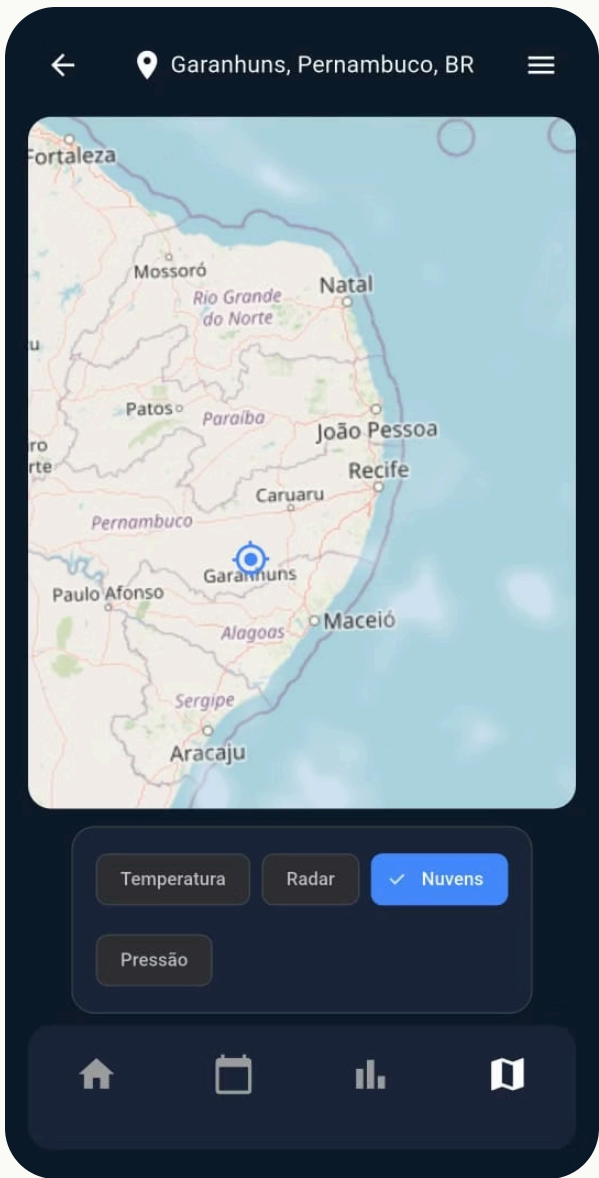 Garanhuns, Pernambuco, BR
Fortaleza
Mossoró
Natal
Rio Grande
do Norte
Patos
Paraíba
João Pessoa
Recife
Caruaru
Pernambuco
Garanhuns
Paulo Afonso
Maceió
Alagoas
Sergipe
Aracaju
Temperatura
Radar
Nuvens
Pressão